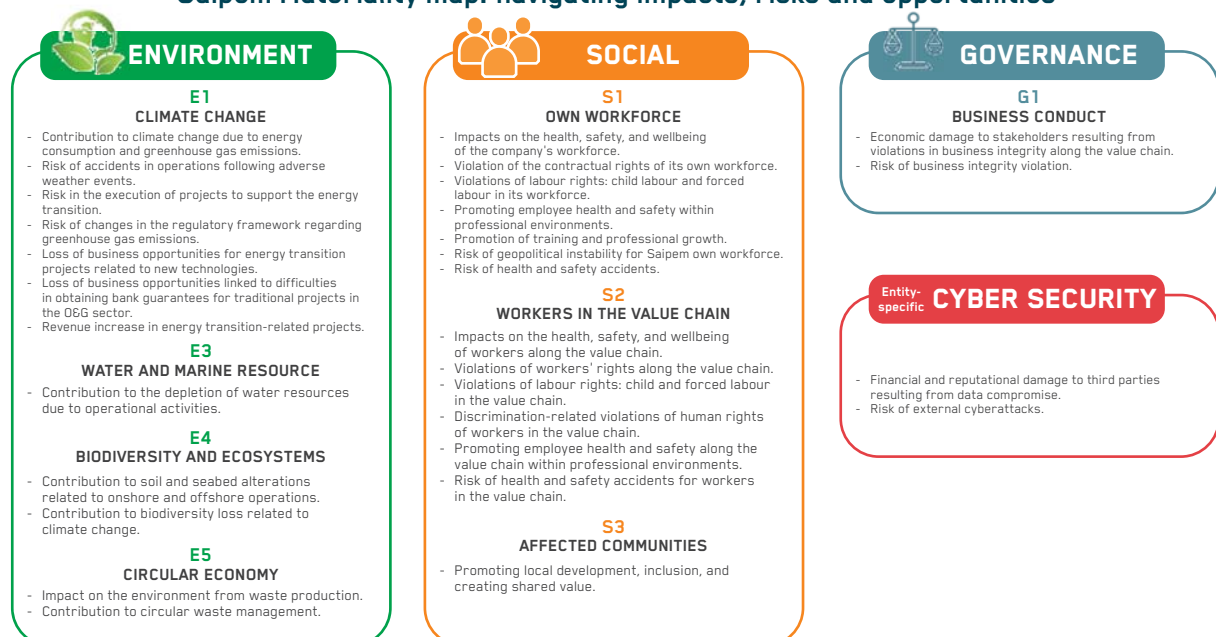 Saipem Materiality map: navigating Impacts, Risks and Opportunities
ENVIRONMENT
E1
CLIMATE CHANGE
- Contribution to climate change due to energy
consumption and greenhouse gas emissions.
- Risk of accidents in operations following adverse
weather events.
- Risk in the execution of projects to support the energy
transition.
- Risk of changes in the regulatory framework regarding
greenhouse gas emissions.
- Loss of business opportunities for energy transition
projects related to new technologies.
- Loss of business opportunities linked to difficulties
in obtaining bank guarantees for traditional projects in
the O&G sector.
- Revenue increase in energy transition-related projects.
E3
WATER AND MARINE RESOURCE
- Contribution to the depletion of water resources
due to operational activities.
E4
BIODIVERSITY AND ECOSYSTEMS
- Contribution to soil and seabed alterations
related to onshore and offshore operations.
- Contribution to biodiversity loss related to
climate change.
E5
CIRCULAR ECONOMY
- Impact on the environment from waste production.
- Contribution to circular waste management.
SOCIAL
S1
OWN WORKFORCE
- Impacts on the health, safety, and wellbeing
of the company's workforce.
- Violation of the contractual rights of its own workforce.
- Violations of labour rights: child labour and forced
labour in its workforce.
- Promoting employee health and safety within
professional environments.
- Promotion of training and professional growth.
- Risk of geopolitical instability for Saipem own workforce.
- Risk of health and safety accidents.
S2
WORKERS IN THE VALUE CHAIN
- Impacts on the health, safety, and wellbeing
of workers along the value chain.
- Violations of workers' rights along the value chain.
- Violations of labour rights: child and forced labour
in the value chain.
- Discrimination-related violations of human rights
of workers in the value chain.
- Promoting employee health and safety along the
value chain within professional environments.
- Risk of health and safety accidents for workers
in the value chain.
S3
AFFECTED COMMUNITIES
- Promoting local development, inclusion, and
creating shared value.
GOVERNANCE
G1
BUSINESS CONDUCT
- Economic damage to stakeholders resulting from
violations in business integrity along the value chain.
- Risk of business integrity violation.
Entity-
specific
CYBER SECURITY
- Financial and reputational damage to third parties
resulting from data compromise.
- Risk of external cyberattacks.